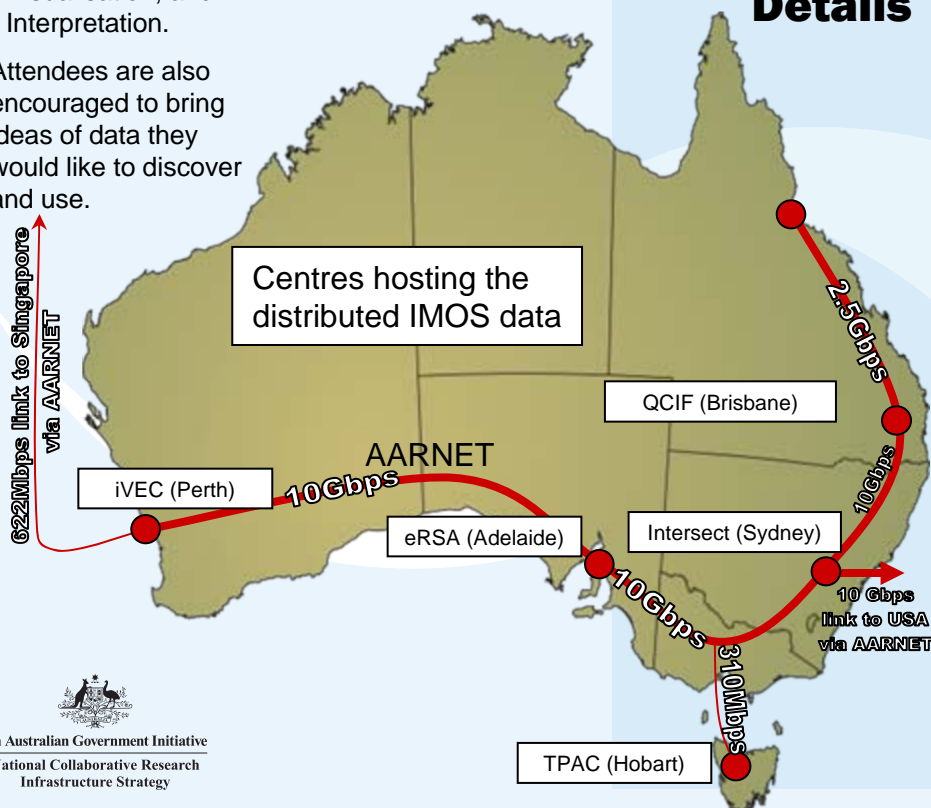 Interpretation.
Attendees are also
encouraged to bring
ideas of data they
would like to discover
and use.
Details
622Mbps link to Singapore
via AARNET
Centres hosting the
distributed IMOS data
2.5Gbps
QCIF (Brisbane)
AARNET
10Gbps
iVEC (Perth)
10Gbps
eRSA (Adelaide)
Intersect (Sydney)
10Gbps
10 Gbps
link to USA
via AARNET
310Mbps
TPAC (Hobart)
Australian Government Initiative
National Collaborative Research
Infrastructure Strategy